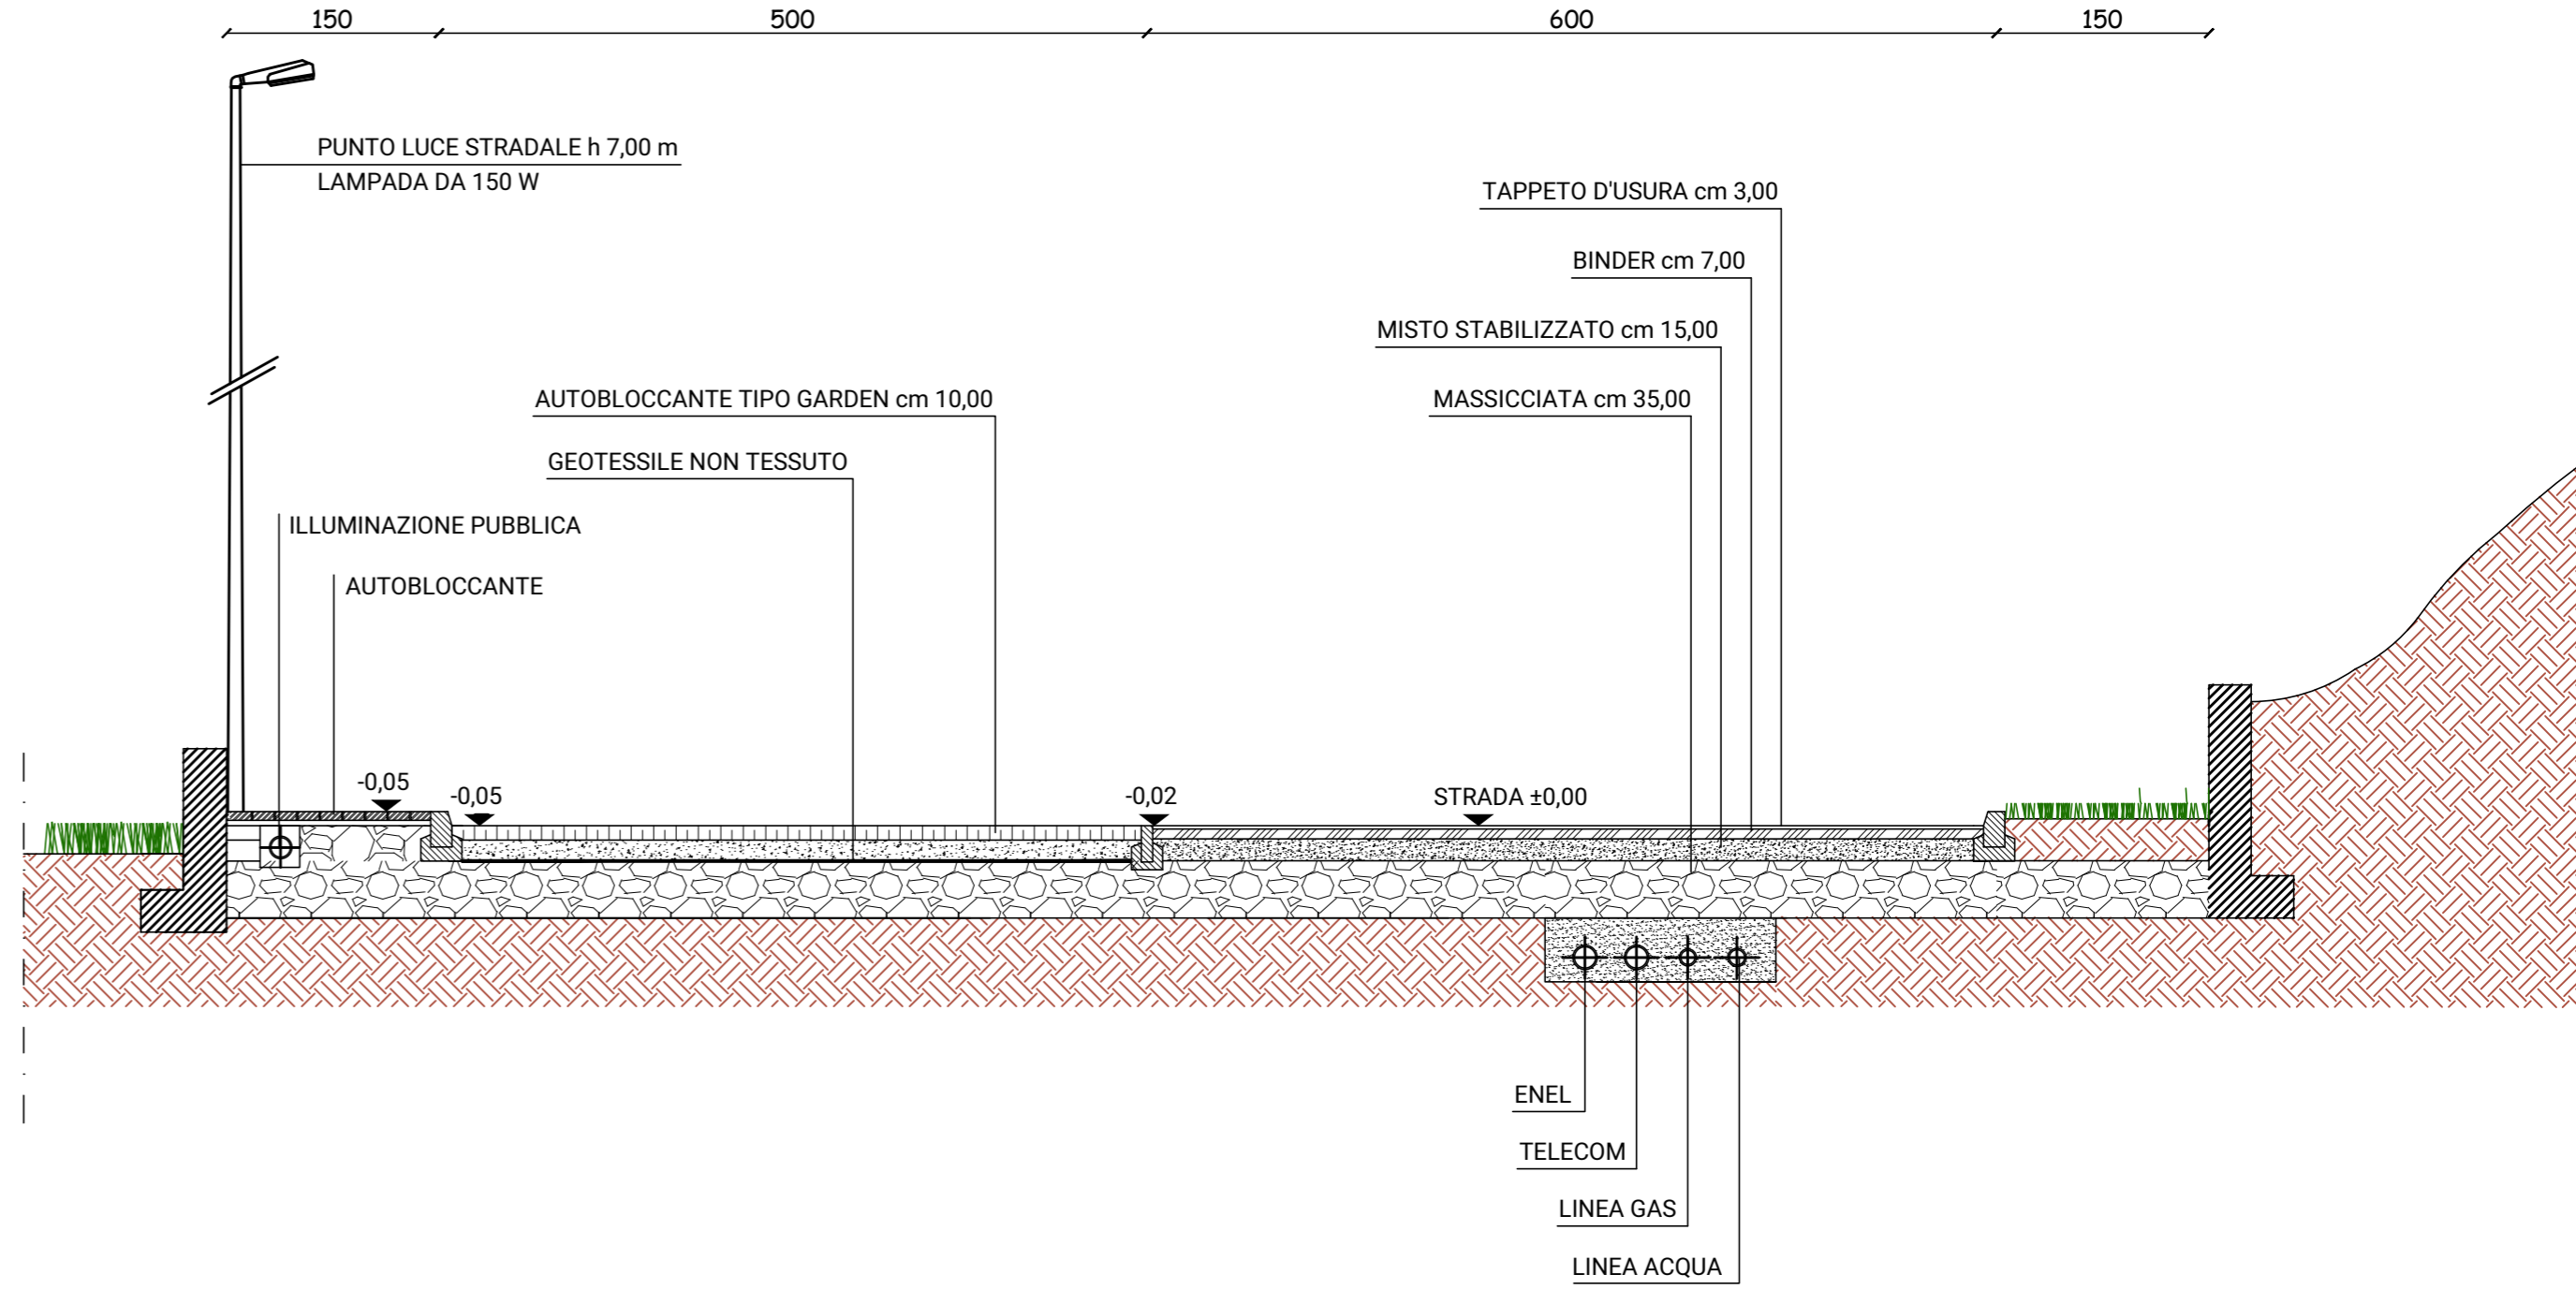 150
500
600
150
PUNTO LUCE STRADALE h 7,00 m
LAMPADA DA 150 W
TAPPETO D'USURA cm 3,00
BINDER cm 7,00
MISTO STABILIZZATO cm 15,00
MASSICCIATA cm 35,00
AUTOBLOCCANTE TIPO GARDEN cm 10,00
GEOTESSILE NON TESSUTO
ILLUMINAZIONE PUBBLICA
AUTOBLOCCANTE
-0,05
-0,05
-0,02
STRADA ±0,00
ENEL
TELECOM
LINEA GAS
LINEA ACQUA